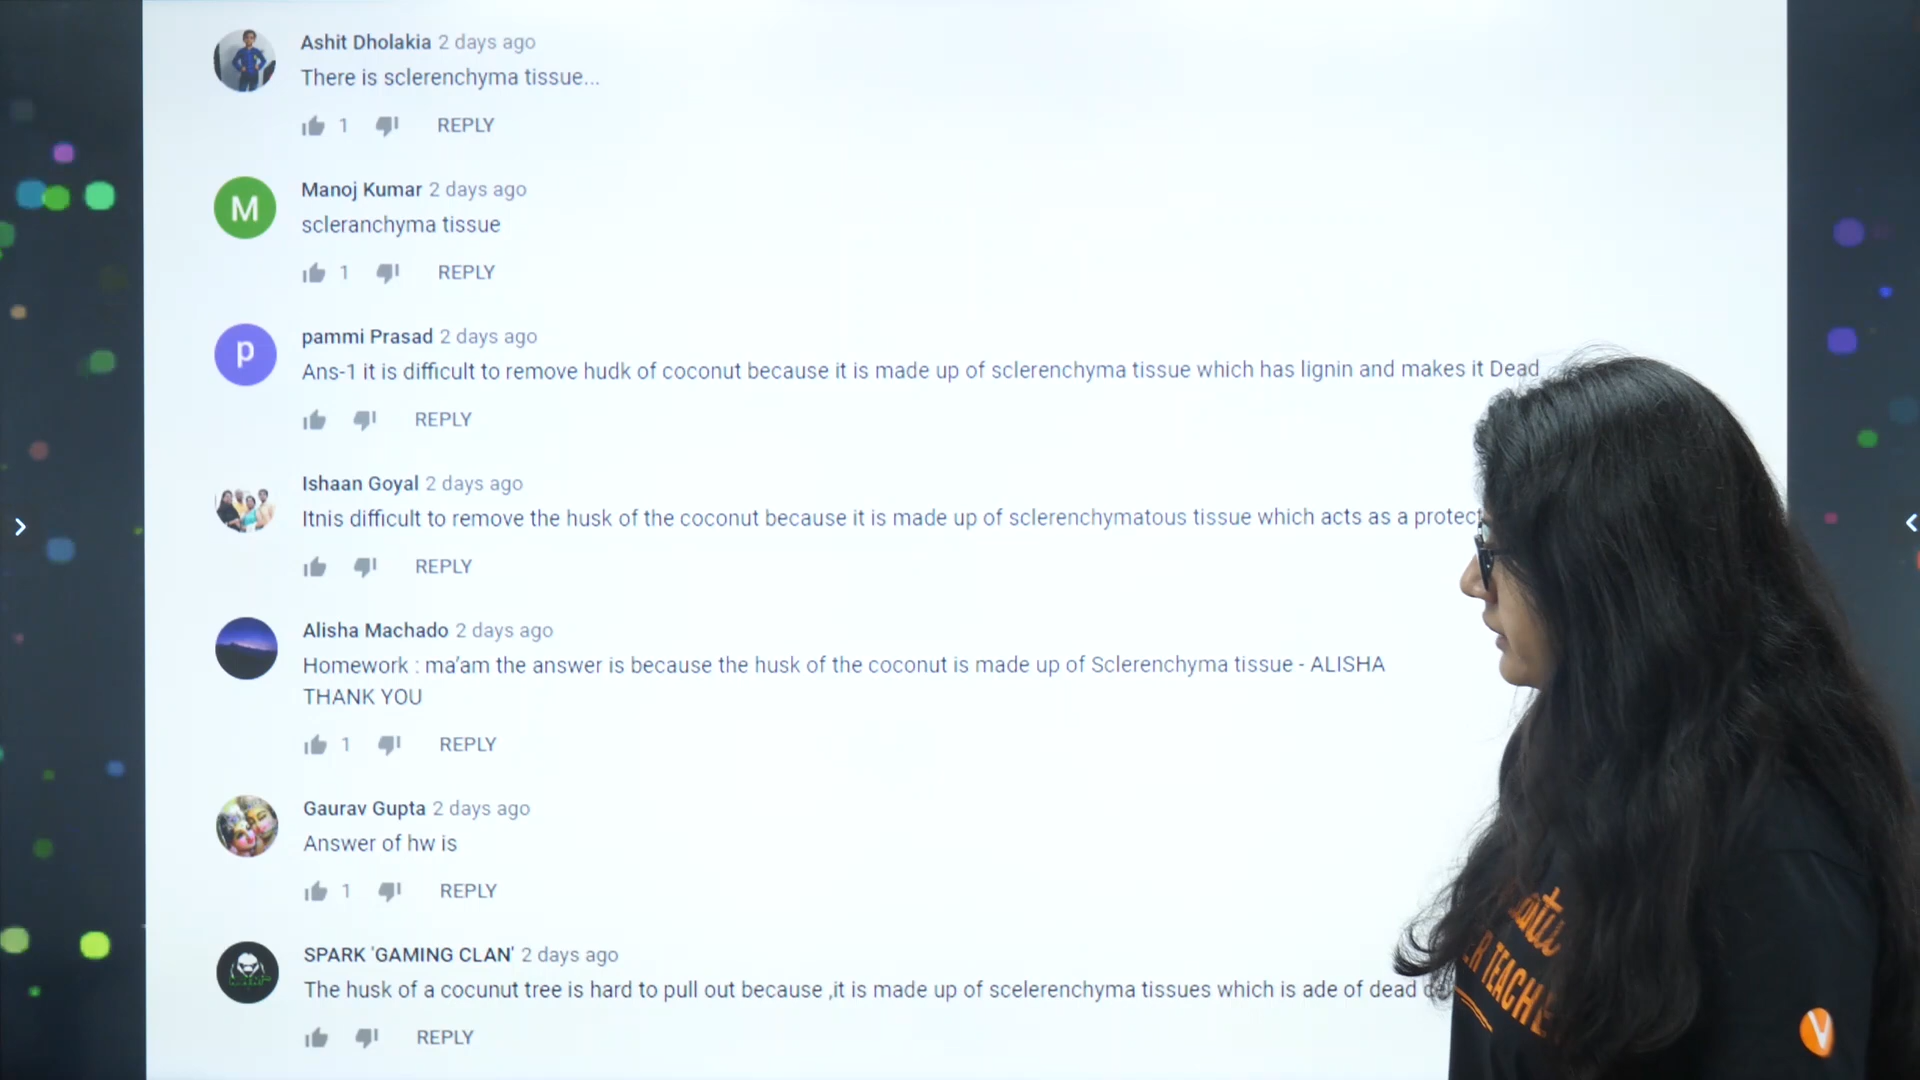 Ashit Dholakia 2 days ago
There is sclerenchyma tissue...
1 REPLY
M
Manoj Kumar 2 days ago
scleranchyma tissue
1 REPLY
p
pammi Prasad 2 days ago
Ans-1 it is difficult to remove hudk of coconut because it is made up of sclerenchyma tissue which has lignin and makes it Dead
REPLY
Ishaan Goyal 2 days ago
Itnis difficult to remove the husk of the coconut because it is made up of sclerenchymatous tissue which acts as a protect
REPLY
Alisha Machado 2 days ago
Homework : ma'am the answer is because the husk of the coconut is made up of Sclerenchyma tissue - ALISHA
THANK YOU
1 REPLY
Gaurav Gupta 2 days ago
Answer of hw is
1 REPLY
SPARK 'GAMING CLAN' 2 days ago
The husk of a cocunut tree is hard to pull out because ,it is made up of scelerenchyma tissues which is ade of dead
REPLY